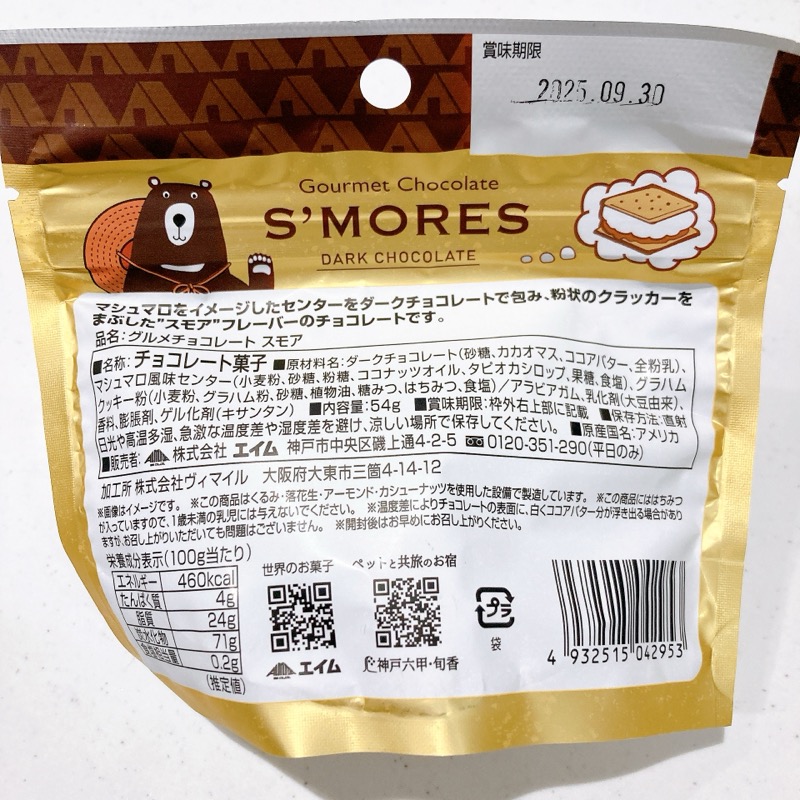 賞味期限
2025.09.30
Gourmet Chocolate
S'MORES
DARK CHOCOLATE
マシュマロをイメージしたセンターをダークチョコレートで包み、粉状のクラッカーを
まぶした"スモア"フレーバーのチョコレートです。
品名:グルメチョコレート スモア
■名称:チョコレート菓子 ■原材料名:ダークチョコレート(砂糖、カカオマス、ココアバター、全粉乳)、
マシュマロ風味センター(小麦粉、砂糖、粉糖、ココナッツオイル、タピオカシロップ、果糖、食塩)、グラハム
クッキー粉(小麦粉、グラハム粉、砂糖、植物油、糖みつ、はちみつ、食塩)/アラビアガム、乳化剤(大豆由来)、
香料、膨脹剤、ゲル化剤(キサンタン) ■内容量:54g ■賞味期限:枠外右上部に記載 ■保存方法:直射
日光や高温多湿、急激な温度差や湿度差を避け、涼しい場所で保存してください。■原産国名:アメリカ
■販売者: 株式会社 エイム 神戸市中央区磯上通4-2-5 0120-351-290(平日のみ)
加工所 株式会社ヴィマイル 大阪府大東市三箇4-14-12
※画像はイメージです。 ※この商品はくるみ・落花生・アーモンド・カシューナッツを使用した設備で製造しています。 ※この商品にははちみつ
が入っていますので、1歳未満の乳児には与えないでください。 ※温度差によりチョコレートの表面に、白くココアバター分が浮き出る場合があり
ますが、お召し上がりいただいても問題はございません。 ※開封後はお早めにお召し上がりください。
栄養成分表示(100g当たり)
エネルギー 460kcal
たんぱく質 4g
脂質 24g
炭水化物 71g
食塩相当量 0.2g
(推定値)
世界のお菓子
エイム
ペットと共旅のお宿
神戸六甲・旬香
プラ
袋
4 932515 042953